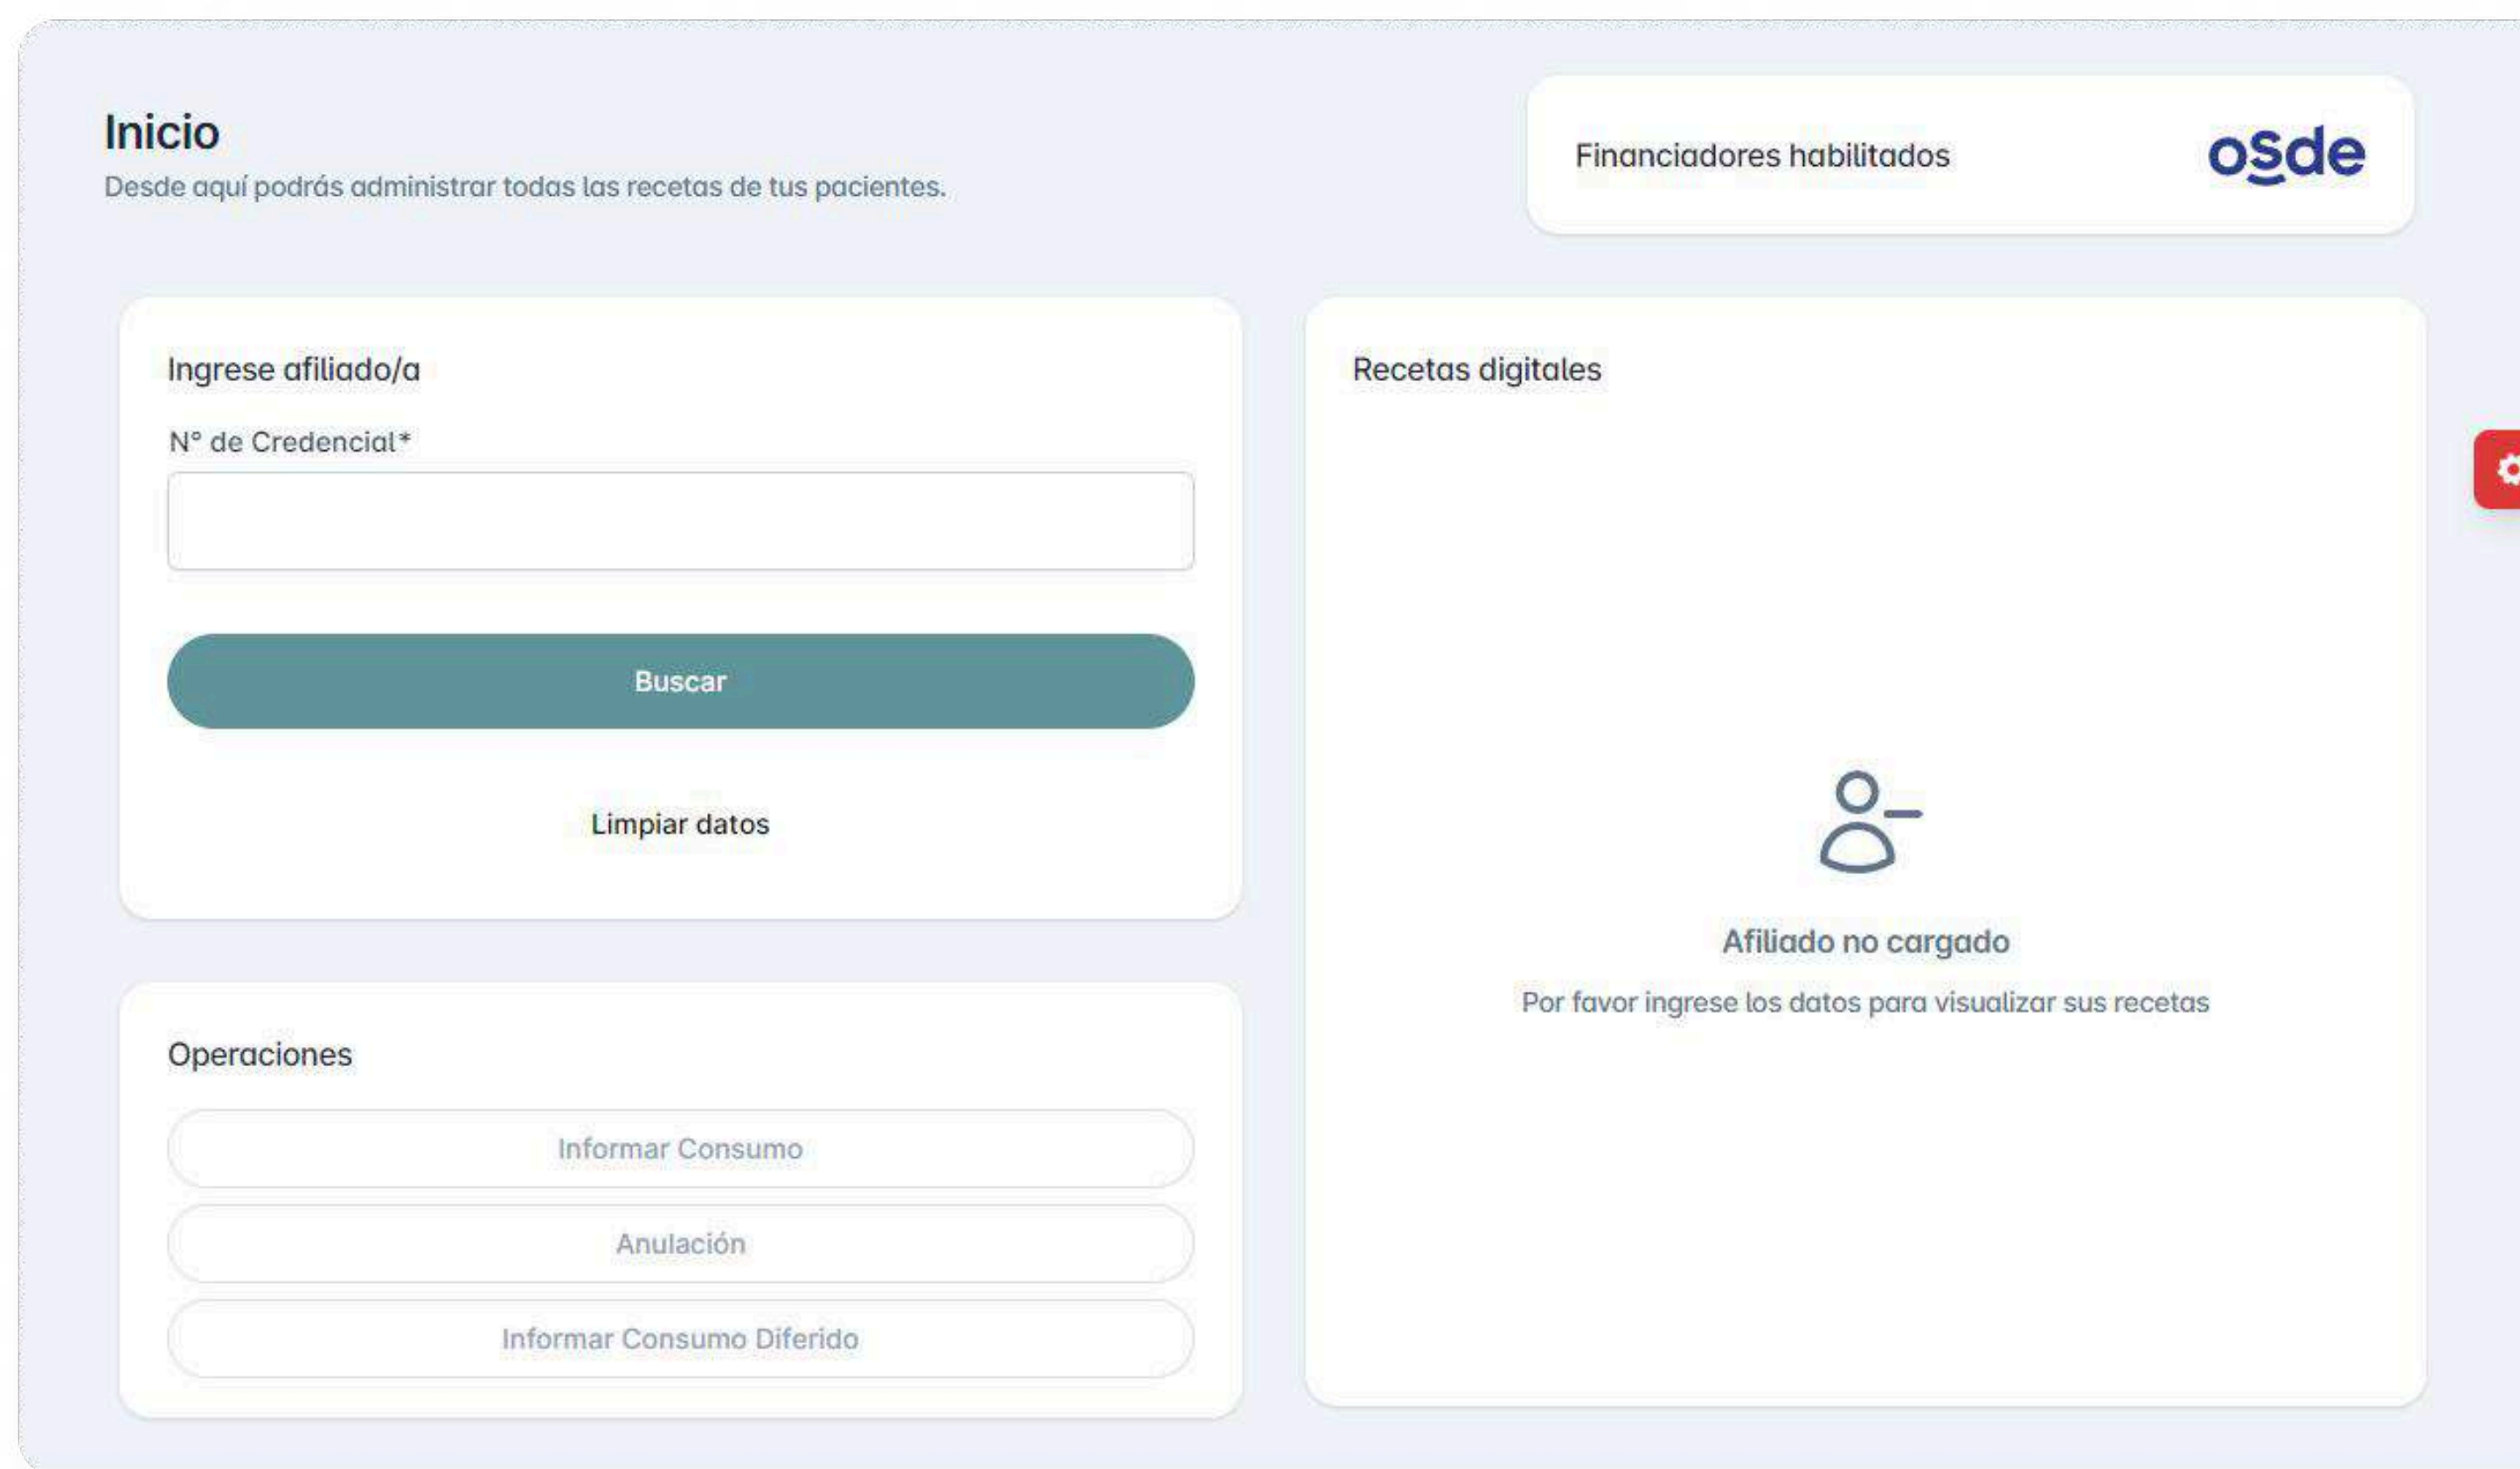 Inicio
Desde aquí podrás administrar todas las recetas de tus pacientes.
Financiadores habilitados
osde
Ingrese afiliado/a
N° de Credencial*
Buscar
Limpiar datos
Operaciones
Informar Consumo
Anulación
Informar Consumo Diferido
Recetas digitales
Afiliado no cargado
Por favor ingrese los datos para visualizar sus recetas